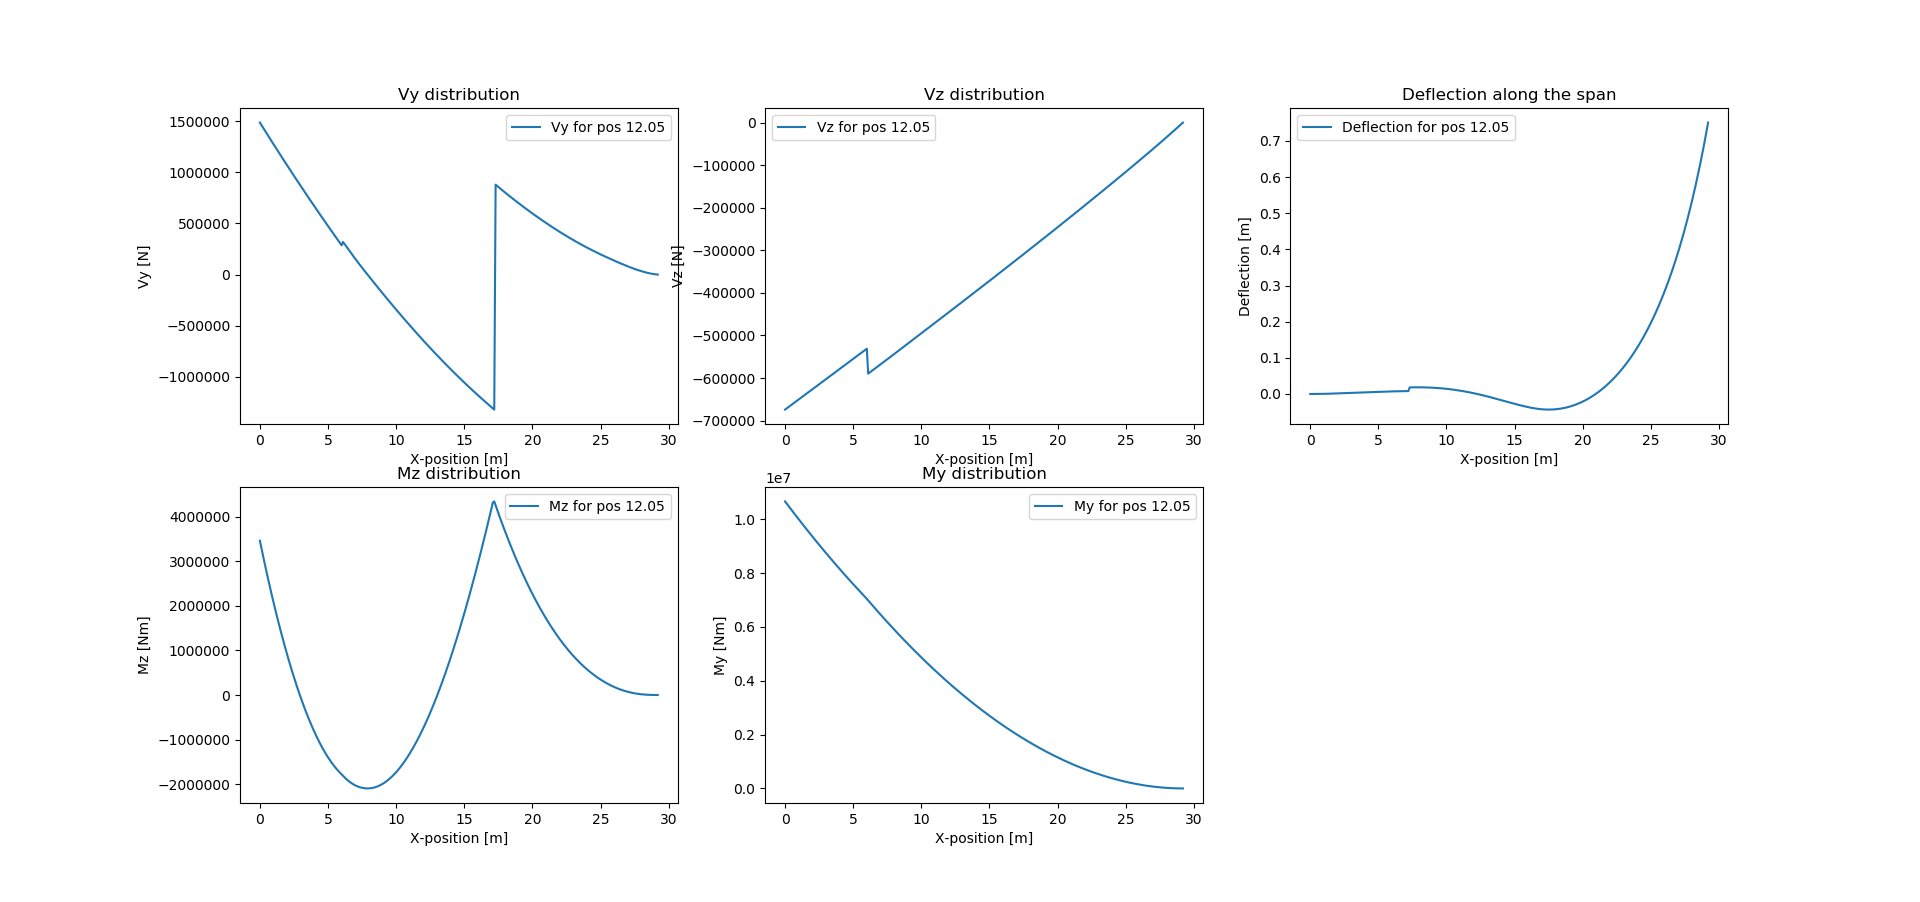 Vy distribution
Vy for pos 12.05
1500000
1000000
500000
0
−500000
−1000000
Vy [N]
0 5 10 15 20 25 30
X-position [m]
Vz distribution
Vz for pos 12.05
0
−100000
−200000
−300000
−400000
−500000
−600000
−700000
Vz [N]
0 5 10 15 20 25 30
X-position [m]
Deflection along the span
Deflection for pos 12.05
0.7
0.6
0.5
0.4
0.3
0.2
0.1
0.0
Deflection [m]
0 5 10 15 20 25 30
X-position [m]
Mz distribution
Mz for pos 12.05
4000000
3000000
2000000
1000000
0
−1000000
−2000000
Mz [Nm]
0 5 10 15 20 25 30
X-position [m]
1e7
My distribution
My for pos 12.05
1.0
0.8
0.6
0.4
0.2
0.0
My [Nm]
0 5 10 15 20 25 30
X-position [m]